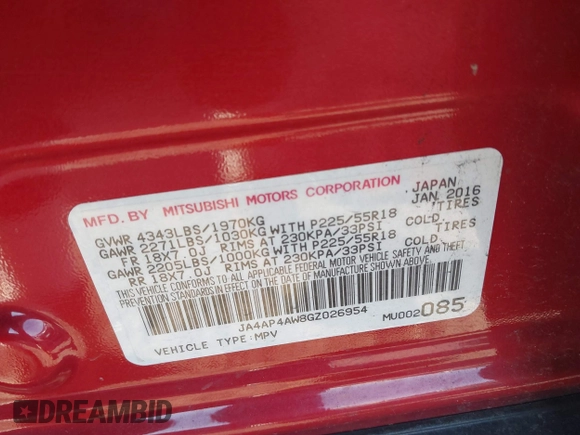 MFD. BY MITSUBISHI MOTORS CORPORATION JAPAN
GVWR 4343LBS/1970KG JAN. 2016
GAWR 2271LBS/1030KG WITH P225/55R18 TIRES
FR 18X7.0J RIMS AT 230KPA/33PSI COLD.
GAWR 2205LBS/1000KG WITH P225/55R18 TIRES
RR 18X7.0J RIMS AT 230KPA/33PSI COLD.
THIS VEHICLE CONFORMS TO ALL APPLICABLE FEDERAL MOTOR VEHICLE SAFETY AND THEFT
PREVENTION STANDARDS IN EFFECT ON THE DATE OF MANUFACTURE SHOWN ABOVE.
JA4AP4AW8GZ026954
VEHICLE TYPE:MPV MU002085
DREAMBID